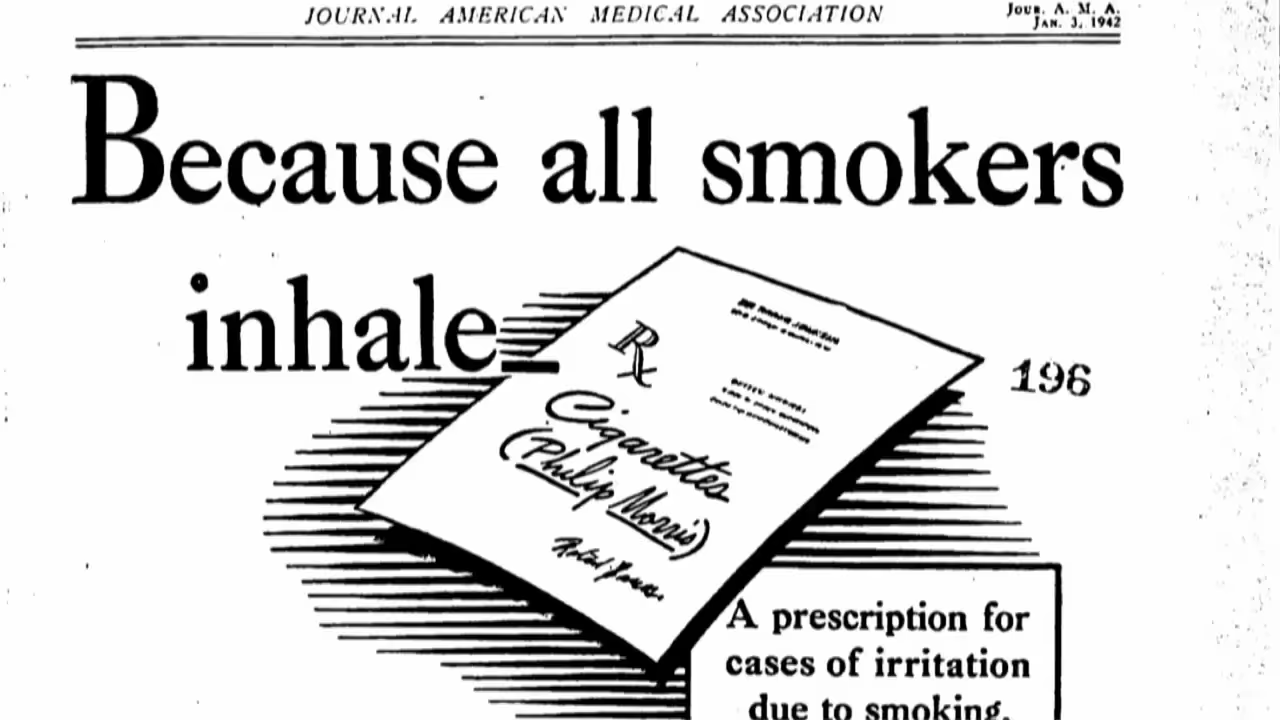 JOURNAL AMERICAN MEDICAL ASSOCIATION
JOUR. A. M. A.
JAN. 3, 1942
Because all smokers
inhale—
196
Rx
Cigarettes
(Philip Morris)
A prescription for
cases of irritation
due to smoking.